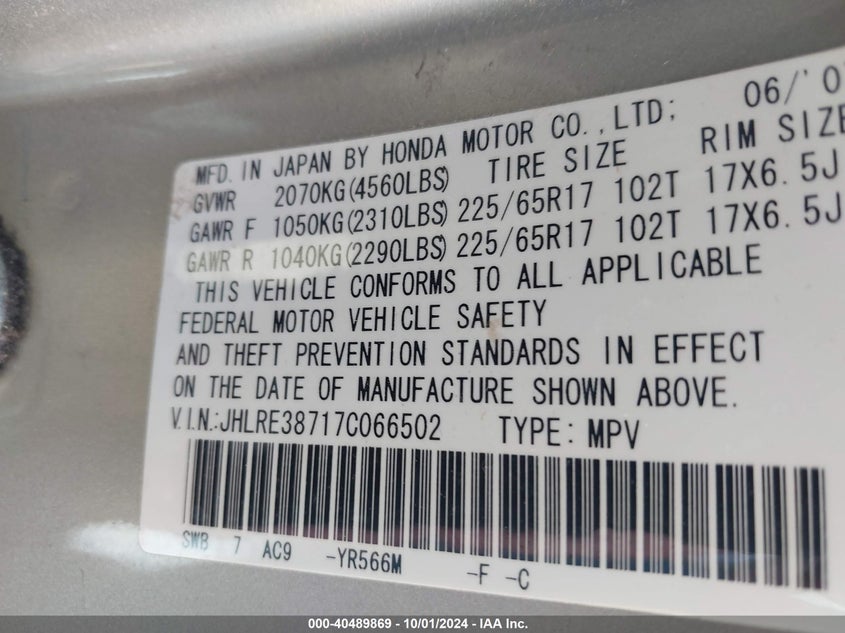 MFD. IN JAPAN BY HONDA MOTOR CO.,LTD; 06/'0
GVWR 2070KG(4560LBS) TIRE SIZE RIM SIZE
GAWR F 1050KG(2310LBS) 225/65R17 102T 17X6.5J
GAWR R 1040KG(2290LBS) 225/65R17 102T 17X6.5J
THIS VEHICLE CONFORMS TO ALL APPLICABLE
FEDERAL MOTOR VEHICLE SAFETY
AND THEFT PREVENTION STANDARDS IN EFFECT
ON THE DATE OF MANUFACTURE SHOWN ABOVE.
V.I.N.:JHLRE38717C066502 TYPE: MPV
SWB 7 AC9 -YR566M -F -C
000-40489869 - 10/01/2024 - IAA Inc.